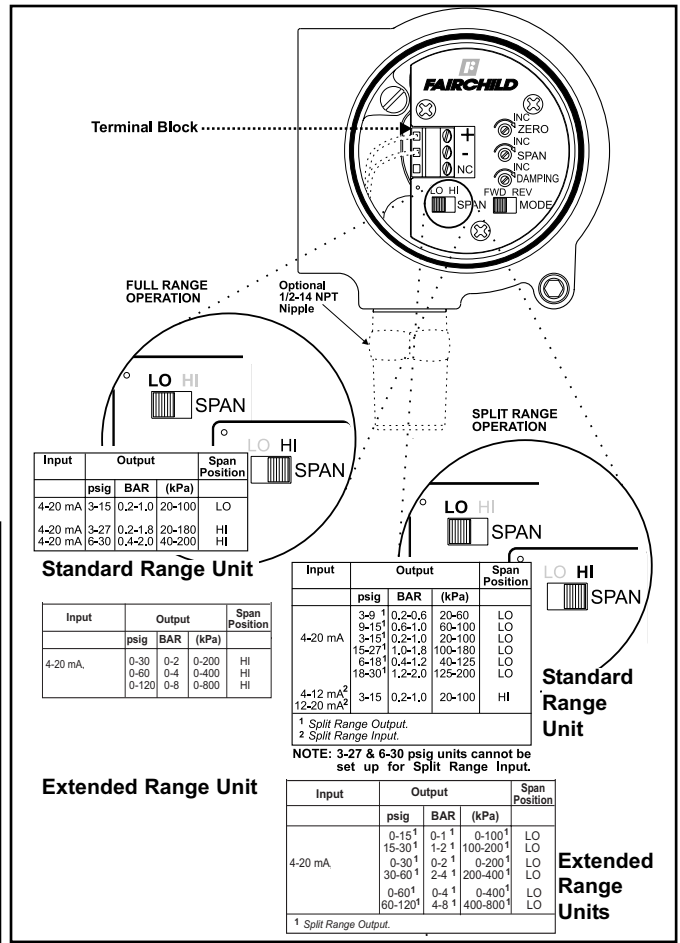 FAIRCHILD
Terminal Block
INC
ZERO
INC
SPAN
INC
DAMPING
+
-
NC
LO HI
SPAN
FWD REV
MODE
FULL RANGE
OPERATION
Optional
1/2-14 NPT
Nipple
LO HI
SPAN
LO HI
SPAN
Input Output Span
Position
psig BAR (kPa)
4-20 mA 3-15 0.2-1.0 20-100 LO
4-20 mA 3-27 0.2-1.8 20-180 HI
4-20 mA 6-30 0.4-2.0 40-200 HI
Standard Range Unit
Input Output Span
Position
psig BAR (kPa)
4-20 mA, 0-30 0-2 0-200 HI
0-60 0-4 0-400 HI
0-120 0-8 0-800 HI
Extended Range Unit
SPLIT RANGE
OPERATION
LO HI
SPAN
LO HI
SPAN
Input Output Span
Position
psig BAR (kPa)
3-9 1 0.2-0.6 20-60 LO
9-15 1 0.6-1.0 60-100 LO
4-20 mA 3-15 1 0.2-1.0 20-100 LO
15-27 1 1.0-1.8 100-180 LO
6-18 1 0.4-1.2 40-125 LO
18-30 1 1.2-2.0 125-200 LO
4-12 mA 2 3-15 0.2-1.0 20-100 HI
12-20 mA 2
1 Split Range Output.
2 Split Range Input.
NOTE: 3-27 & 6-30 psig units cannot be
set up for Split Range Input.
Standard
Range
Unit
Input Output Span
Position
psig BAR (kPa)
0-15 1 0-1 1 0-100 1 LO
15-30 1 1-2 1 100-200 1 LO
4-20 mA, 0-30 1 0-2 1 0-200 1 LO
30-60 1 2-4 1 200-400 1 LO
0-60 1 0-4 1 0-400 1 LO
60-120 1 4-8 1 400-800 1 LO
1 Split Range Output.
Extended
Range
Units